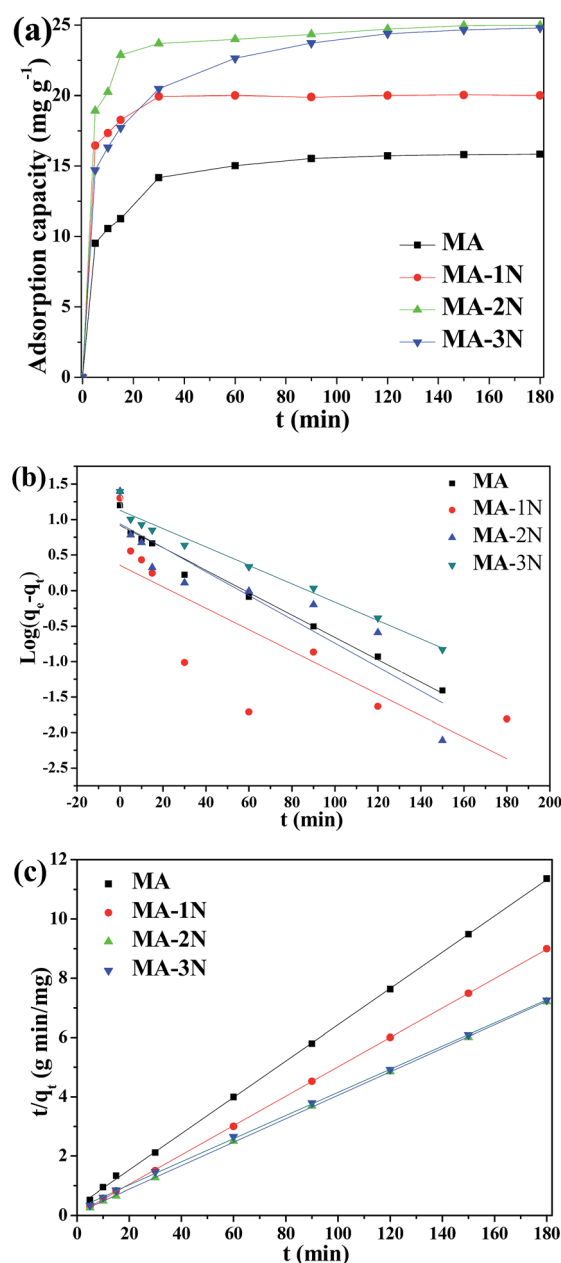 (a)
25
20
15
10
5
0
Adsorption capacity (mg g⁻¹)
MA
MA-1N
MA-2N
MA-3N
0 20 40 60 80 100 120 140 160 180
t (min)
(b)
1.5
1.0
0.5
0.0
-0.5
-1.0
-1.5
-2.0
-2.5
Log(qₑ-qₜ)
MA
MA-1N
MA-2N
MA-3N
-20 0 20 40 60 80 100 120 140 160 180 200
t (min)
(c)
12
10
8
6
4
2
0
t/qₜ (g min/mg)
MA
MA-1N
MA-2N
MA-3N
0 20 40 60 80 100 120 140 160 180
t (min)